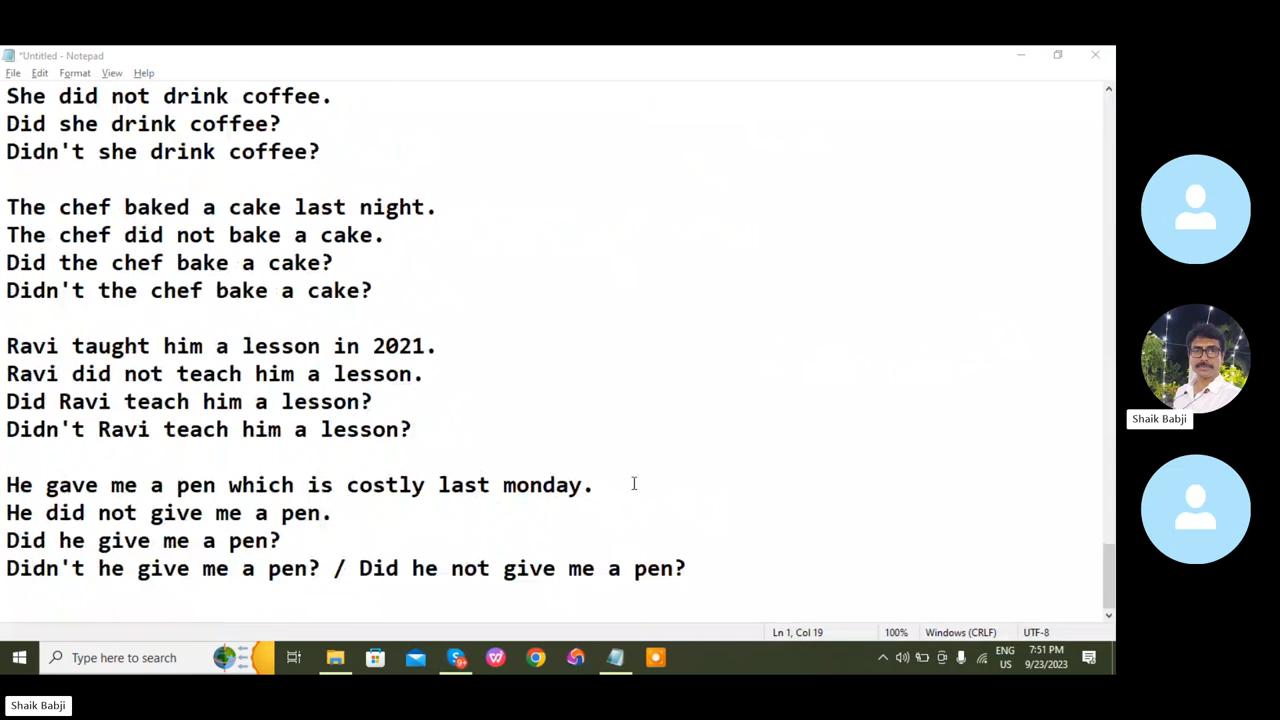 *Untitled - Notepad
File Edit Format View Help
She did not drink coffee.
Did she drink coffee?
Didn't she drink coffee?
The chef baked a cake last night.
The chef did not bake a cake.
Did the chef bake a cake?
Didn't the chef bake a cake?
Ravi taught him a lesson in 2021.
Ravi did not teach him a lesson.
Did Ravi teach him a lesson?
Didn't Ravi teach him a lesson?
He gave me a pen which is costly last monday.
He did not give me a pen.
Did he give me a pen?
Didn't he give me a pen? / Did he not give me a pen?
Shaik Babji
Ln 1, Col 19 100% Windows (CRLF) UTF-8
Type here to search
ENG
US
7:51 PM
9/23/2023
Shaik Babji